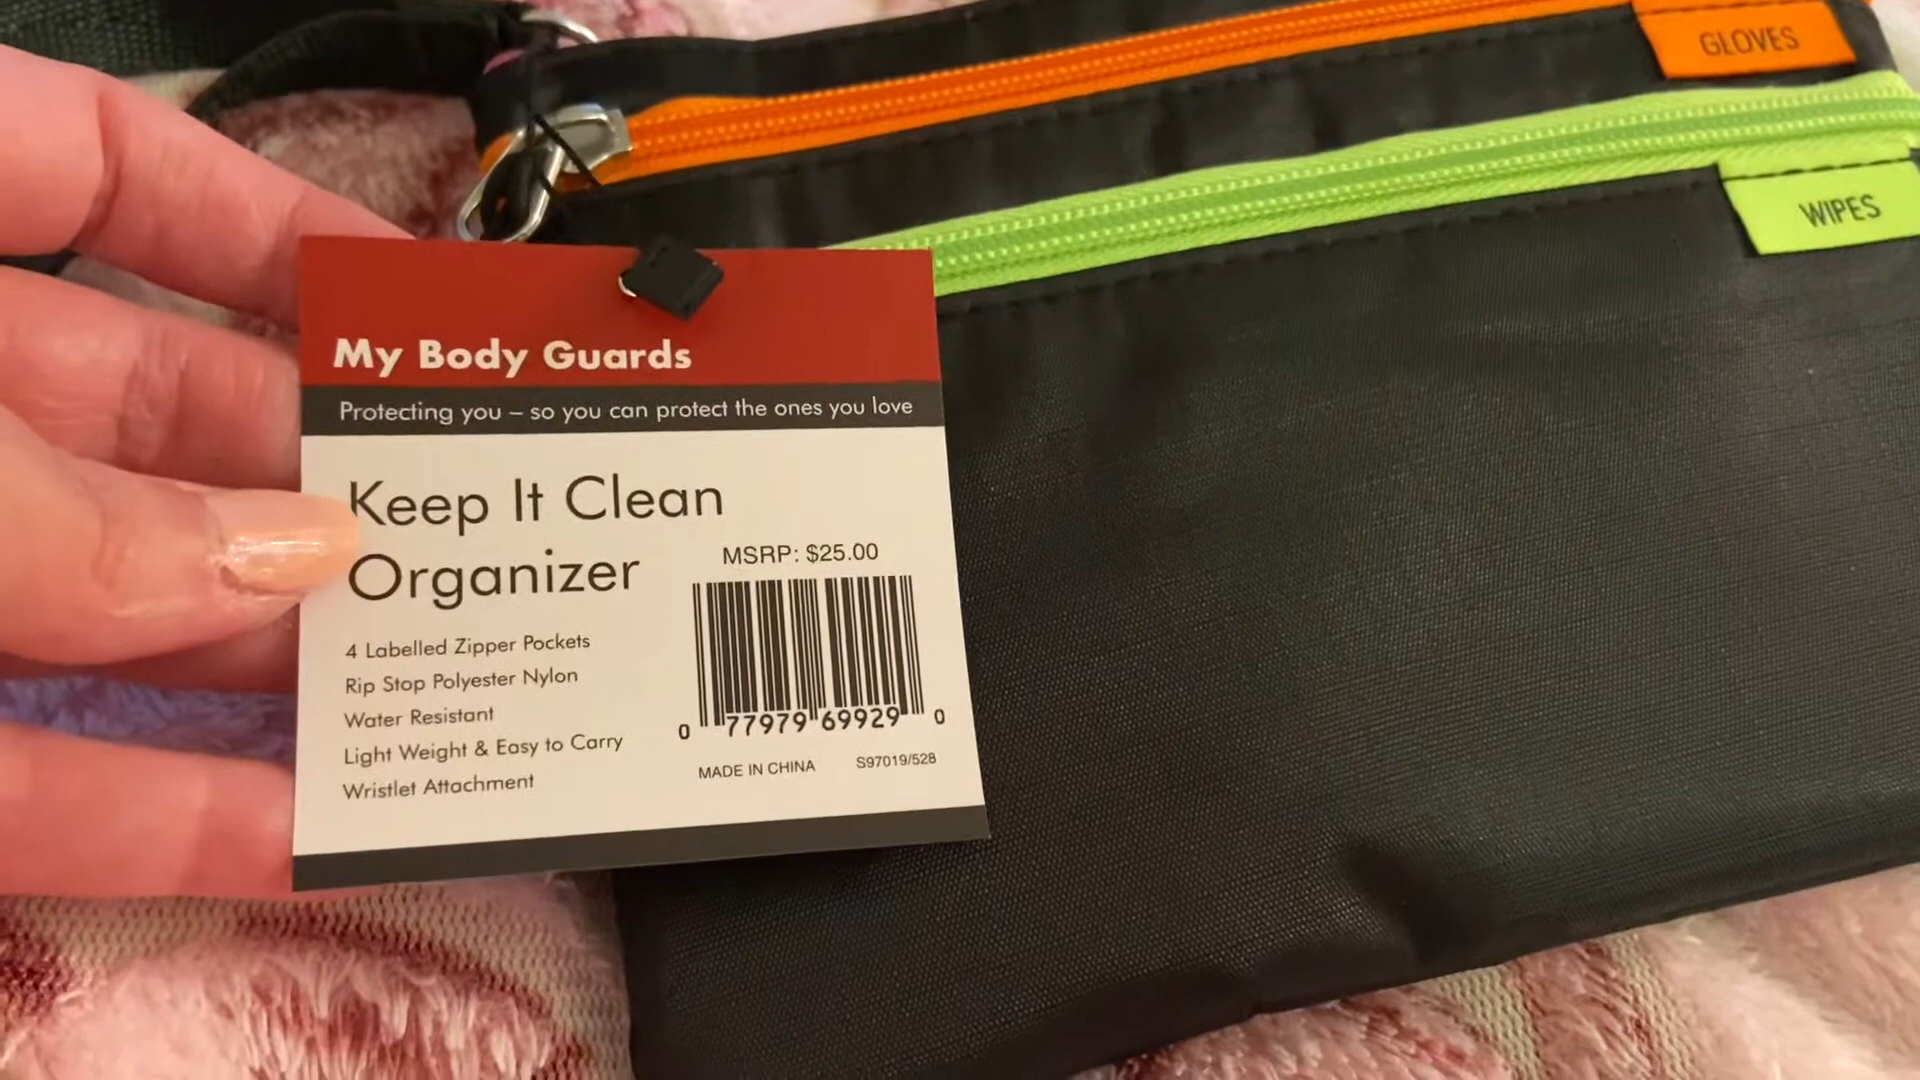 GLOVES
WIPES
My Body Guards
Protecting you – so you can protect the ones you love
Keep It Clean
Organizer
MSRP: $25.00
4 Labelled Zipper Pockets
Rip Stop Polyester Nylon
Water Resistant
Light Weight & Easy to Carry
Wristlet Attachment
0 77979 69929 0
MADE IN CHINA S97019/528